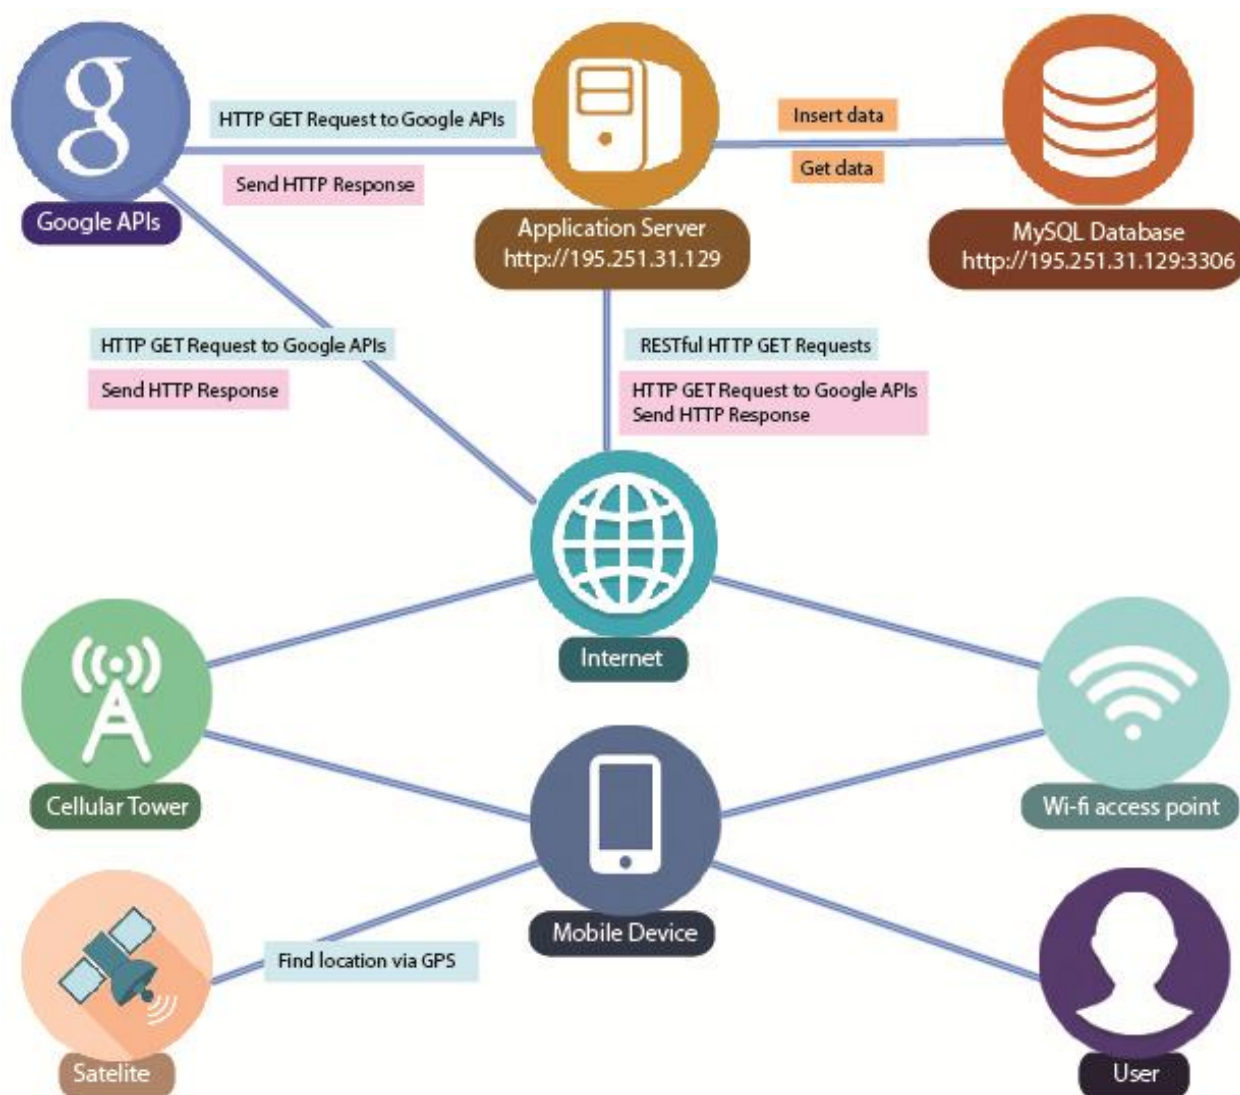 g
HTTP GET Request to Google APIs
Send HTTP Response
Insert data
Get data
Google APIs
Application Server
http://195.251.31.129
MySQL Database
http://195.251.31.129:3306
HTTP GET Request to Google APIs
Send HTTP Response
RESTful HTTP GET Requests
HTTP GET Request to Google APIs
Send HTTP Response
Internet
Cellular Tower
Wi-fi access point
Mobile Device
Find location via GPS
Satelite
User